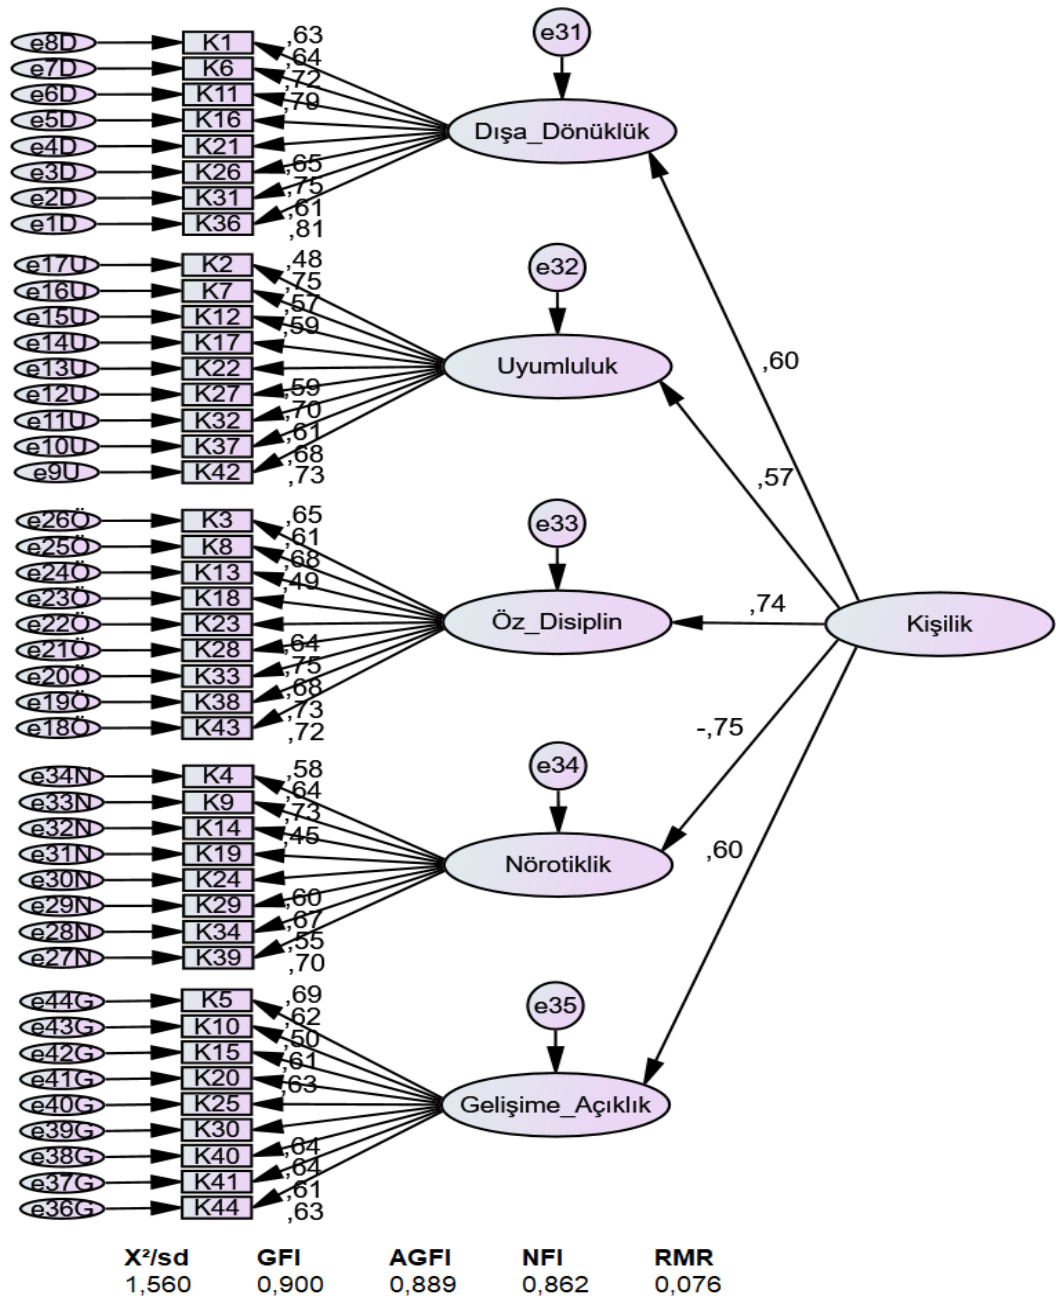 e8D K1 ,63
e7D K6 ,64
e6D K11 ,72
e5D K16 ,79
e4D K21
e3D K26 ,65
e2D K31 ,75
e1D K36 ,61
,81
e31
Dışa_Dönüklük
e17U K2 ,48
e16U K7 ,75
e15U K12 ,57
e14U K17 ,59
e13U K22
e12U K27 ,59
e11U K32 ,70
e10U K37 ,61
e9U K42 ,68
,73
e32
Uyumluluk
e26Ö K3 ,65
e25Ö K8 ,61
e24Ö K13 ,68
e23Ö K18 ,49
e22Ö K23
e21Ö K28 ,64
e20Ö K33 ,75
e19Ö K38 ,68
e18Ö K43 ,73
,72
e33
Öz_Disiplin
e34N K4 ,58
e33N K9 ,64
e32N K14 ,73
e31N K19 ,45
e30N K24
e29N K29 ,60
e28N K34 ,67
e27N K39 ,55
,70
e34
Nörotiklik
e44G K5 ,69
e43G K10 ,62
e42G K15 ,50
e41G K20 ,61
e40G K25 ,63
e39G K30
e38G K40 ,64
e37G K41 ,64
e36G K44 ,61
,63
e35
Gelişime_Açıklık
,60
,57
,74
-,75
,60
Kişilik
X²/sd GFI AGFI NFI RMR
1,560 0,900 0,889 0,862 0,076